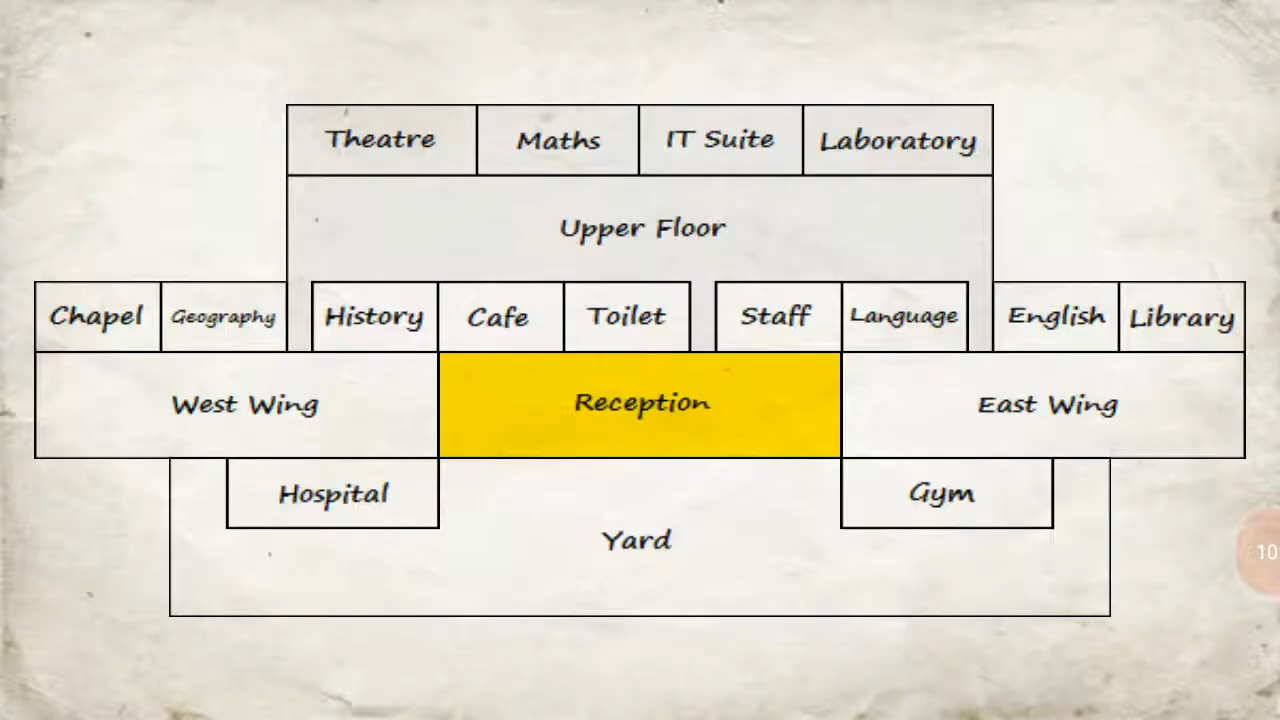 Theatre Maths IT Suite Laboratory
Upper Floor
Chapel Geography History Cafe Toilet Staff Language English Library
West Wing Reception East Wing
Hospital Gym
Yard
10